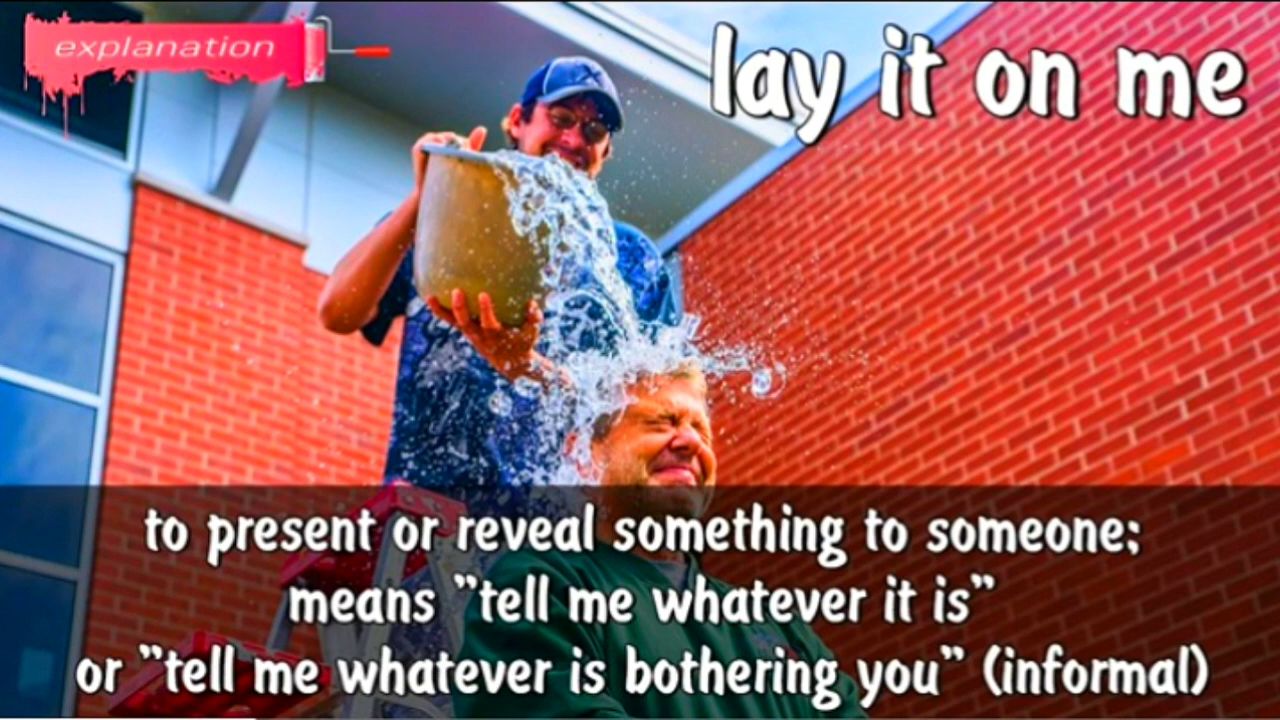 explanation
lay it on me
to present or reveal something to someone;
means "tell me whatever it is"
or "tell me whatever is bothering you" (informal)